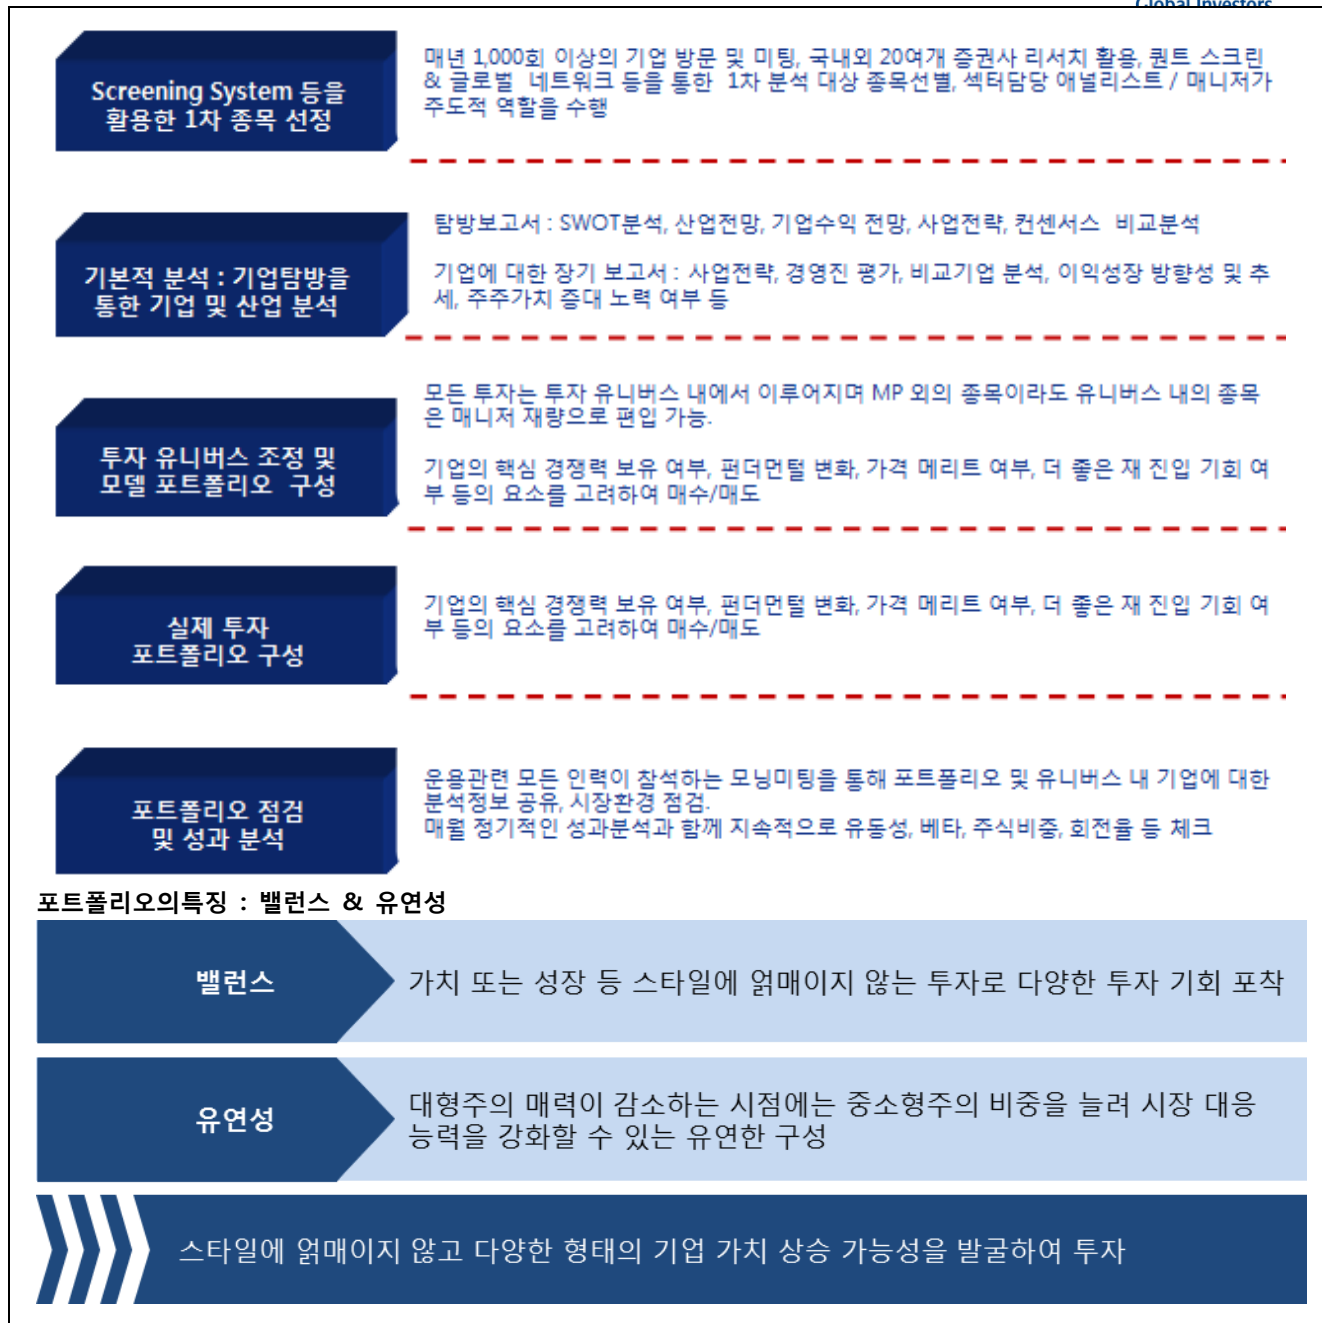 Global Investors
Screening System 등을
활용한 1차 종목 선정
매년 1,000회 이상의 기업 방문 및 미팅, 국내외 20여개 증권사 리서치 활용, 퀀트 스크린
& 글로벌 네트워크 등을 통한 1차 분석 대상 종목선별, 섹터담당 애널리스트 / 매니저가
주도적 역할을 수행
기본적 분석 : 기업탐방을
통한 기업 및 산업 분석
탐방보고서 : SWOT분석, 산업전망, 기업수익 전망, 사업전략, 컨센서스 비교분석
기업에 대한 장기 보고서 : 사업전략, 경영진 평가, 비교기업 분석, 이익성장 방향성 및 추
세, 주주가치 증대 노력 여부 등
투자 유니버스 조정 및
모델 포트폴리오 구성
모든 투자는 투자 유니버스 내에서 이루어지며 MP 외의 종목이라도 유니버스 내의 종목
은 매니저 재량으로 편입 가능.
기업의 핵심 경쟁력 보유 여부, 펀더먼털 변화, 가격 메리트 여부, 더 좋은 재 진입 기회 여
부 등의 요소를 고려하여 매수/매도
실제 투자
포트폴리오 구성
기업의 핵심 경쟁력 보유 여부, 펀더먼털 변화, 가격 메리트 여부, 더 좋은 재 진입 기회 여
부 등의 요소를 고려하여 매수/매도
포트폴리오 점검
및 성과 분석
운용관련 모든 인력이 참석하는 모닝미팅을 통해 포트폴리오 및 유니버스 내 기업에 대한
분석정보 공유, 시장환경 점검.
매월 정기적인 성과분석과 함께 지속적으로 유동성, 베타, 주식비중, 회전율 등 체크
포트폴리오의특징 : 밸런스 & 유연성
밸런스
가치 또는 성장 등 스타일에 얽매이지 않는 투자로 다양한 투자 기회 포착
유연성
대형주의 매력이 감소하는 시점에는 중소형주의 비중을 늘려 시장 대응
능력을 강화할 수 있는 유연한 구성
스타일에 얽매이지 않고 다양한 형태의 기업 가치 상승 가능성을 발굴하여 투자